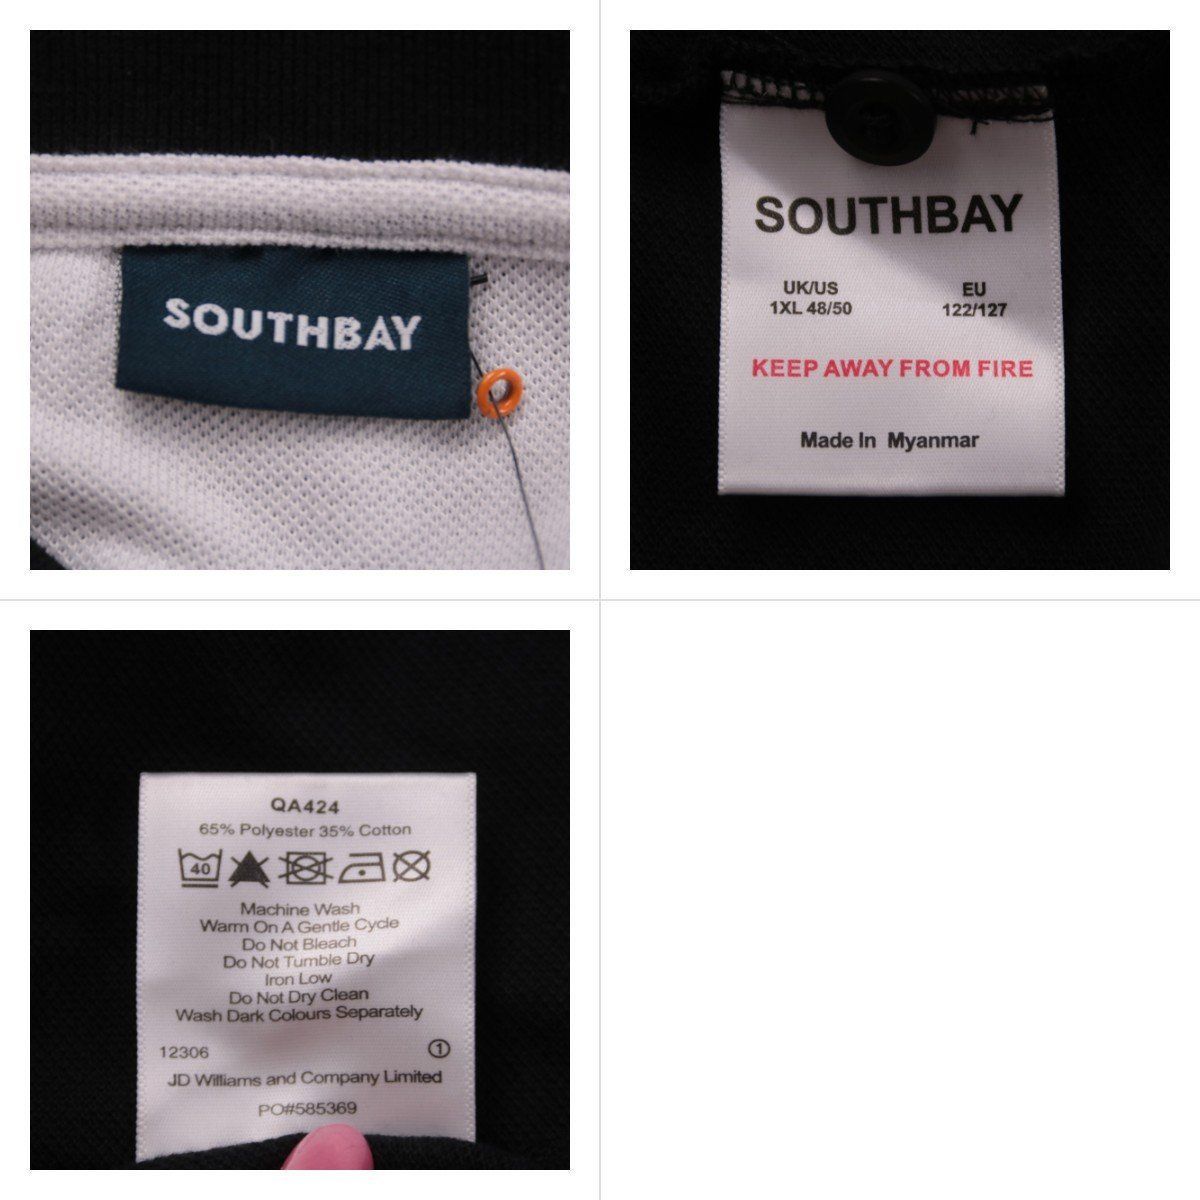 SOUTHBAY
SOUTHBAY
UK/US EU
1XL 48/50 122/127
KEEP AWAY FROM FIRE
Made In Myanmar
QA424
65% Polyester 35% Cotton
40
Machine Wash
Warm On A Gentle Cycle
Do Not Bleach
Do Not Tumble Dry
Iron Low
Do Not Dry Clean
Wash Dark Colours Separately
12306 1
JD Williams and Company Limited
PO#585369